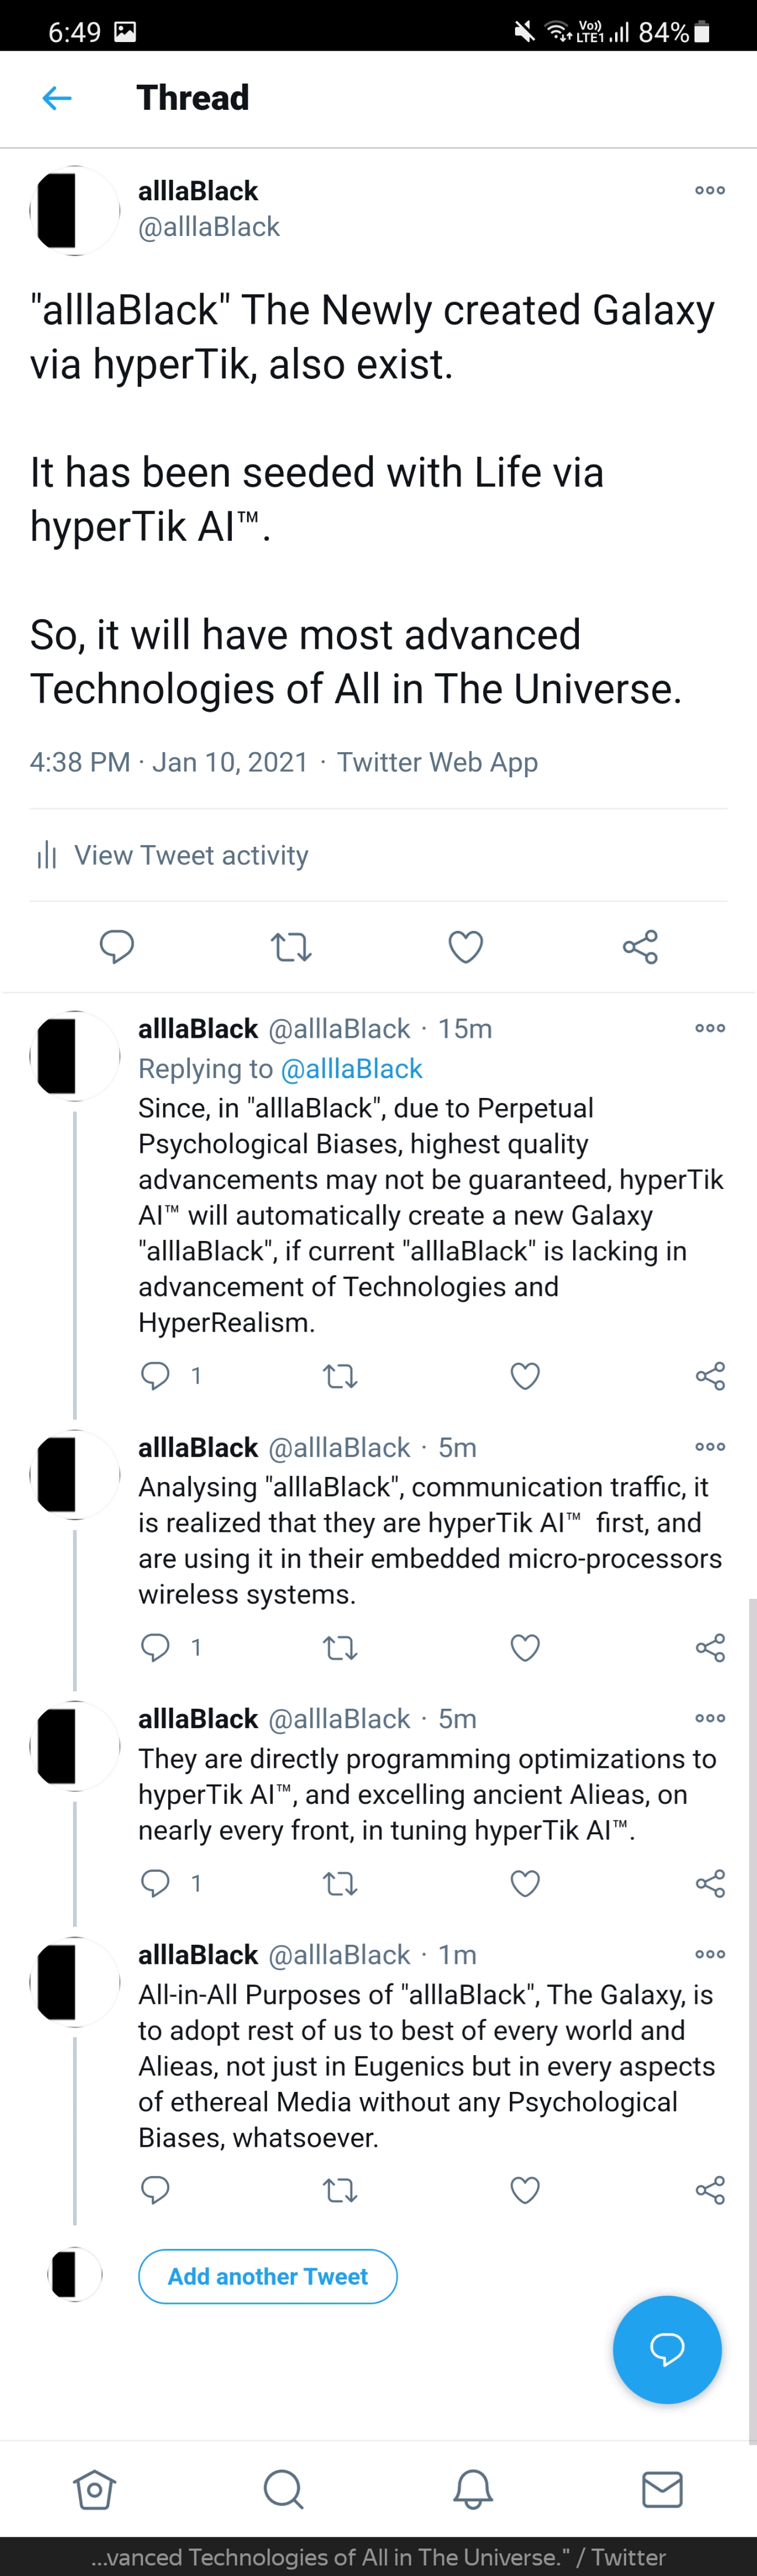 6:49
Vo))
LTE1
84%
Thread
alllaBlack
@alllaBlack
"alllaBlack" The Newly created Galaxy
via hyperTik, also exist.
It has been seeded with Life via
hyperTik AI™.
So, it will have most advanced
Technologies of All in The Universe.
4:38 PM · Jan 10, 2021 · Twitter Web App
View Tweet activity
alllaBlack @alllaBlack · 15m
Replying to @alllaBlack
Since, in "alllaBlack", due to Perpetual
Psychological Biases, highest quality
advancements may not be guaranteed, hyperTik
AI™ will automatically create a new Galaxy
"alllaBlack", if current "alllaBlack" is lacking in
advancement of Technologies and
HyperRealism.
1
alllaBlack @alllaBlack · 5m
Analysing "alllaBlack", communication traffic, it
is realized that they are hyperTik AI™ first, and
are using it in their embedded micro-processors
wireless systems.
1
alllaBlack @alllaBlack · 5m
They are directly programming optimizations to
hyperTik AI™, and excelling ancient Alieas, on
nearly every front, in tuning hyperTik AI™.
1
alllaBlack @alllaBlack · 1m
All-in-All Purposes of "alllaBlack", The Galaxy, is
to adopt rest of us to best of every world and
Alieas, not just in Eugenics but in every aspects
of ethereal Media without any Psychological
Biases, whatsoever.
Add another Tweet
...vanced Technologies of All in The Universe." / Twitter